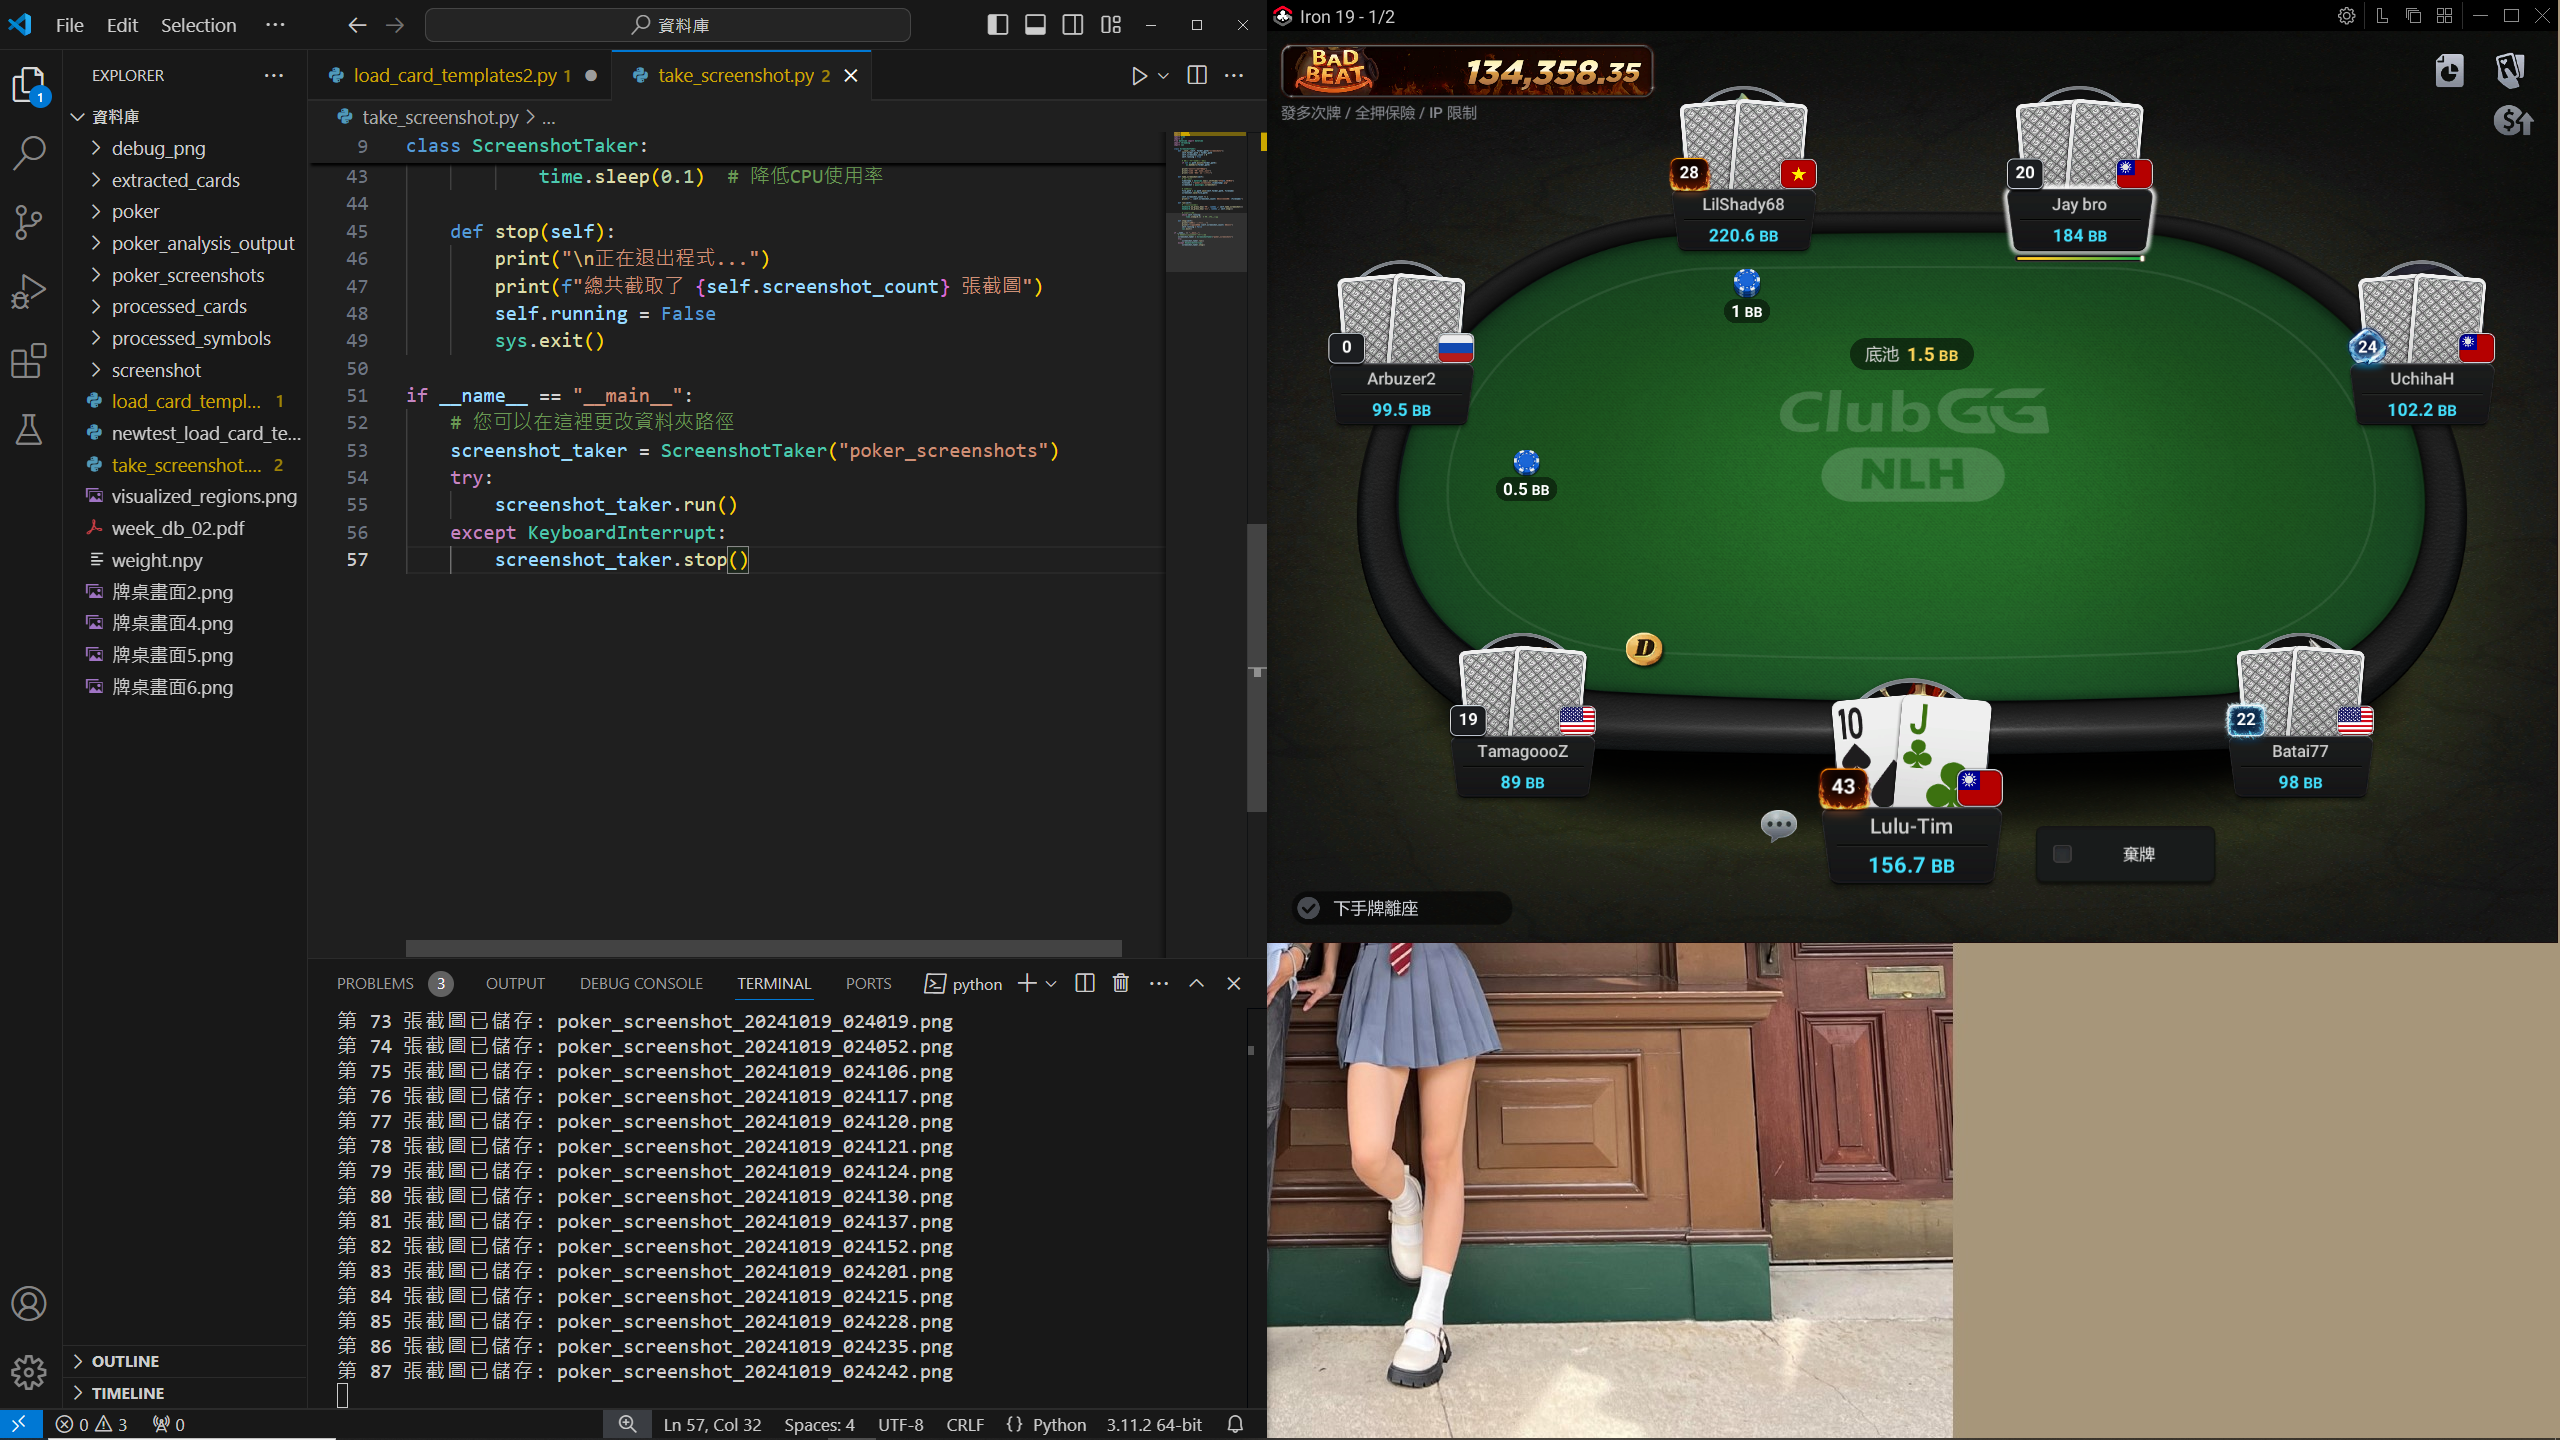 File Edit Selection ···
資料庫
EXPLORER
資料庫
debug_png
extracted_cards
poker
poker_analysis_output
poker_screenshots
processed_cards
processed_symbols
screenshot
load_card_templ... 1
newtest_load_card_te...
take_screenshot.... 2
visualized_regions.png
week_db_02.pdf
weight.npy
牌桌畫面2.png
牌桌畫面4.png
牌桌畫面5.png
牌桌畫面6.png
OUTLINE
TIMELINE
1
load_card_templates2.py 1
take_screenshot.py 2
take_screenshot.py > ...
9 class ScreenshotTaker:
43 time.sleep(0.1) # 降低CPU使用率
44
45 def stop(self):
46 print("\n正在退出程式...")
47 print(f"總共截取了 {self.screenshot_count} 張截圖")
48 self.running = False
49 sys.exit()
50
51 if __name__ == "__main__":
52 # 您可以在這裡更改資料夾路徑
53 screenshot_taker = ScreenshotTaker("poker_screenshots")
54 try:
55 screenshot_taker.run()
56 except KeyboardInterrupt:
57 screenshot_taker.stop()
PROBLEMS 3 OUTPUT DEBUG CONSOLE TERMINAL PORTS python
第 73 張截圖已儲存: poker_screenshot_20241019_024019.png
第 74 張截圖已儲存: poker_screenshot_20241019_024052.png
第 75 張截圖已儲存: poker_screenshot_20241019_024106.png
第 76 張截圖已儲存: poker_screenshot_20241019_024117.png
第 77 張截圖已儲存: poker_screenshot_20241019_024120.png
第 78 張截圖已儲存: poker_screenshot_20241019_024121.png
第 79 張截圖已儲存: poker_screenshot_20241019_024124.png
第 80 張截圖已儲存: poker_screenshot_20241019_024130.png
第 81 張截圖已儲存: poker_screenshot_20241019_024137.png
第 82 張截圖已儲存: poker_screenshot_20241019_024152.png
第 83 張截圖已儲存: poker_screenshot_20241019_024201.png
第 84 張截圖已儲存: poker_screenshot_20241019_024215.png
第 85 張截圖已儲存: poker_screenshot_20241019_024228.png
第 86 張截圖已儲存: poker_screenshot_20241019_024235.png
第 87 張截圖已儲存: poker_screenshot_20241019_024242.png
0 3 0 Ln 57, Col 32 Spaces: 4 UTF-8 CRLF {} Python 3.11.2 64-bit
Iron 19 - 1/2
BAD BEAT 134,358.35
發多次牌 / 全押保險 / IP 限制
28
LilShady68
220.6 BB
20
Jay bro
184 BB
1 BB
0
Arbuzer2
99.5 BB
底池 1.5 BB
24
UchihaH
102.2 BB
ClubGG
NLH
0.5 BB
D
19
TamagoooZ
89 BB
10 J
43
Lulu-Tim
156.7 BB
22
Batai77
98 BB
棄牌
下手牌離座